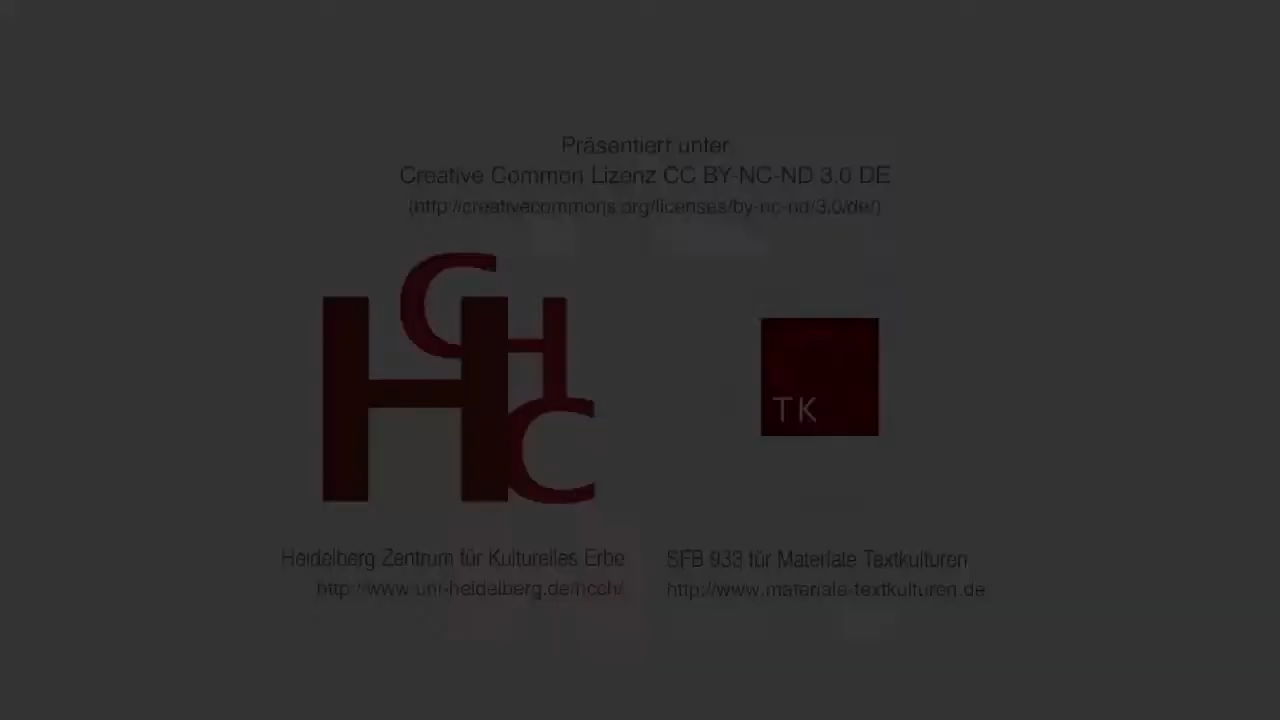 Präsentiert unter
Creative Common Lizenz CC BY-NC-ND 3.0 DE
(http://creativecommons.org/licenses/by-nc-nd/3.0/de/)
HCHC
TK
Heidelberg Zentrum für Kulturelles Erbe
http://www.uni-heidelberg.de/hcch/
SFB 933 für Materiale Textkulturen
http://www.materiale-textkulturen.de